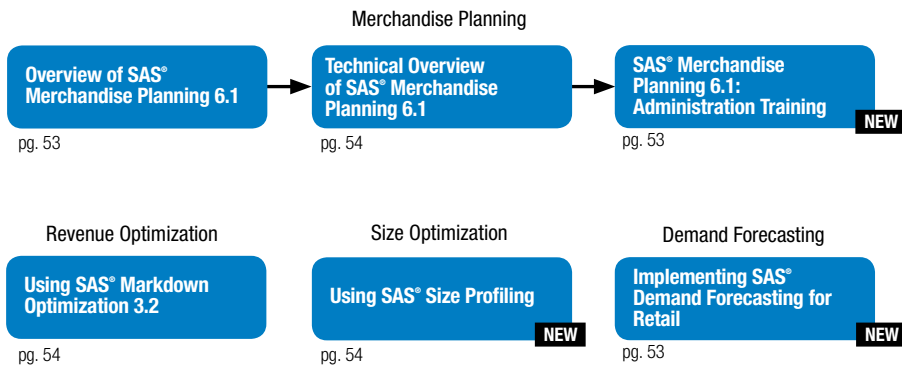 Merchandise Planning
Overview of SAS®
Merchandise Planning 6.1
pg. 53
Technical Overview
of SAS® Merchandise
Planning 6.1
pg. 54
SAS® Merchandise
Planning 6.1:
Administration Training
NEW
pg. 53
Revenue Optimization
Using SAS® Markdown
Optimization 3.2
pg. 54
Size Optimization
Using SAS® Size Profiling
NEW
pg. 54
Demand Forecasting
Implementing SAS®
Demand Forecasting for
Retail
NEW
pg. 53